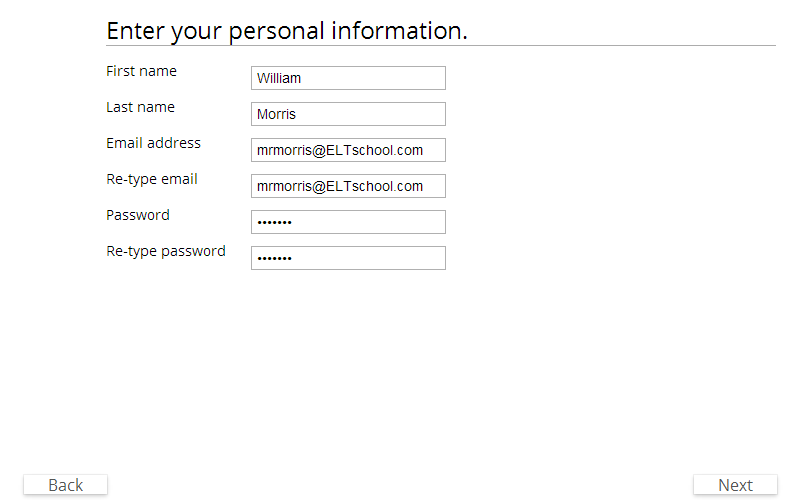 Enter your personal information.
First name William
Last name Morris
Email address mrmorris@ELTschool.com
Re-type email mrmorris@ELTschool.com
Password •••••••
Re-type password •••••••
Back Next